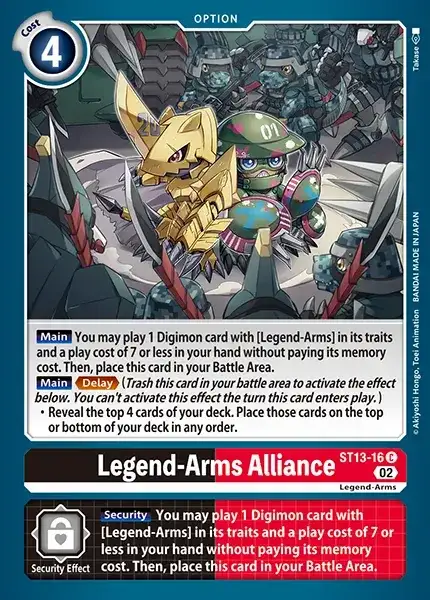 OPTION
Cost
4
Takase
©Akiyoshi Hongo, Toei Animation BANDAI MADE IN JAPAN
01
Main You may play 1 Digimon card with [Legend-Arms] in its traits
and a play cost of 7 or less in your hand without paying its memory
cost. Then, place this card in your Battle Area.
Main Delay (Trash this card in your battle area to activate the effect
below. You can't activate this effect the turn this card enters play.)
• Reveal the top 4 cards of your deck. Place those cards on the top
or bottom of your deck in any order.
Legend-Arms Alliance ST13-16 C
02
Legend-Arms
Security You may play 1 Digimon card with
[Legend-Arms] in its traits and a play cost of 7 or
less in your hand without paying its memory
cost. Then, place this card in your Battle Area.
Security Effect